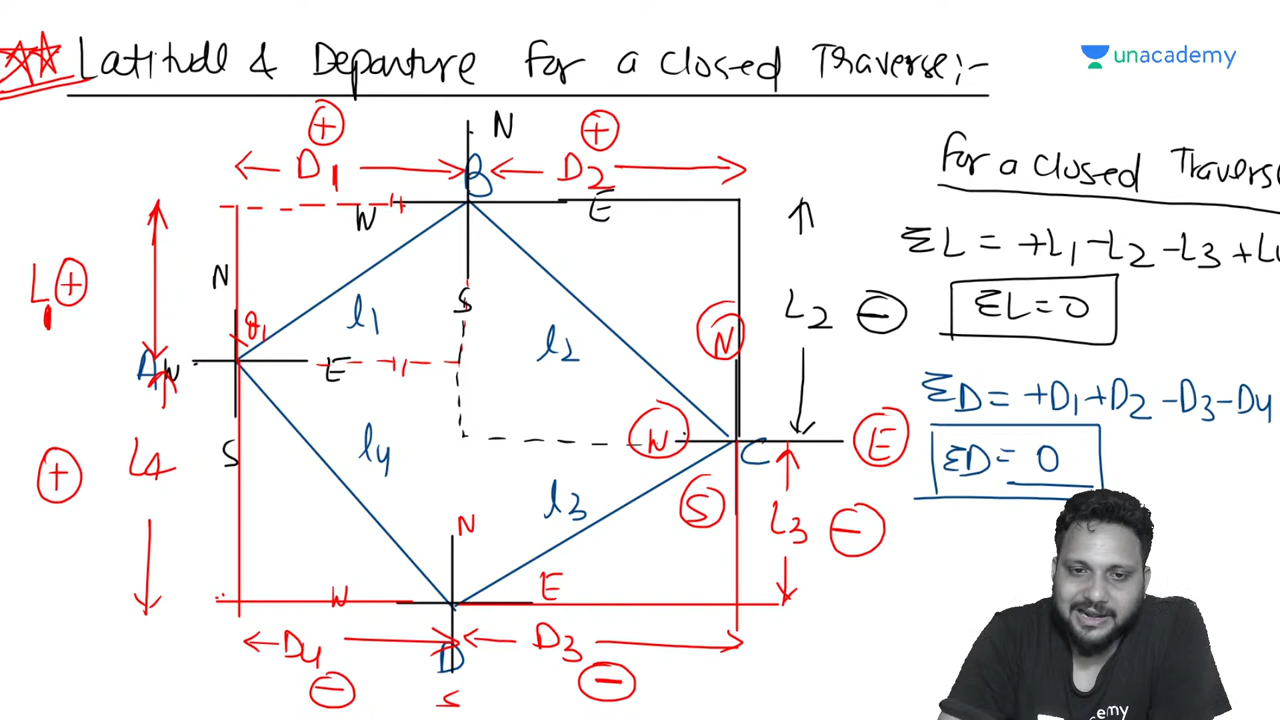 Latitude & Departure for a closed Traverse:-
unacademy
N
+ +
D1 D2
B
for a closed Traverse
W E
ΣL = +L1 -L2 -L3 +L4
N
L1 +
S
L2 -
ΣL=0
θ1
l1
l2
N
A W E
ΣD = +D1 +D2 -D3 -D4
l4
W C E
ΣD = 0
+ L4
S
l3
S
L3 -
N
W E
D4 D3
D
- -
S